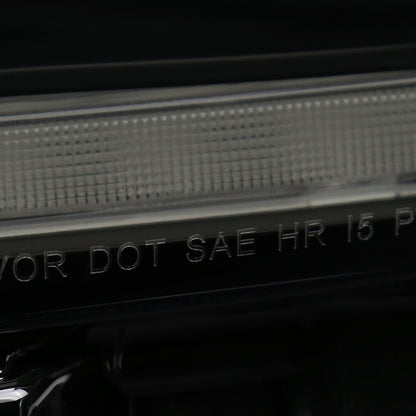 VOR DOT SAE HR I5 P